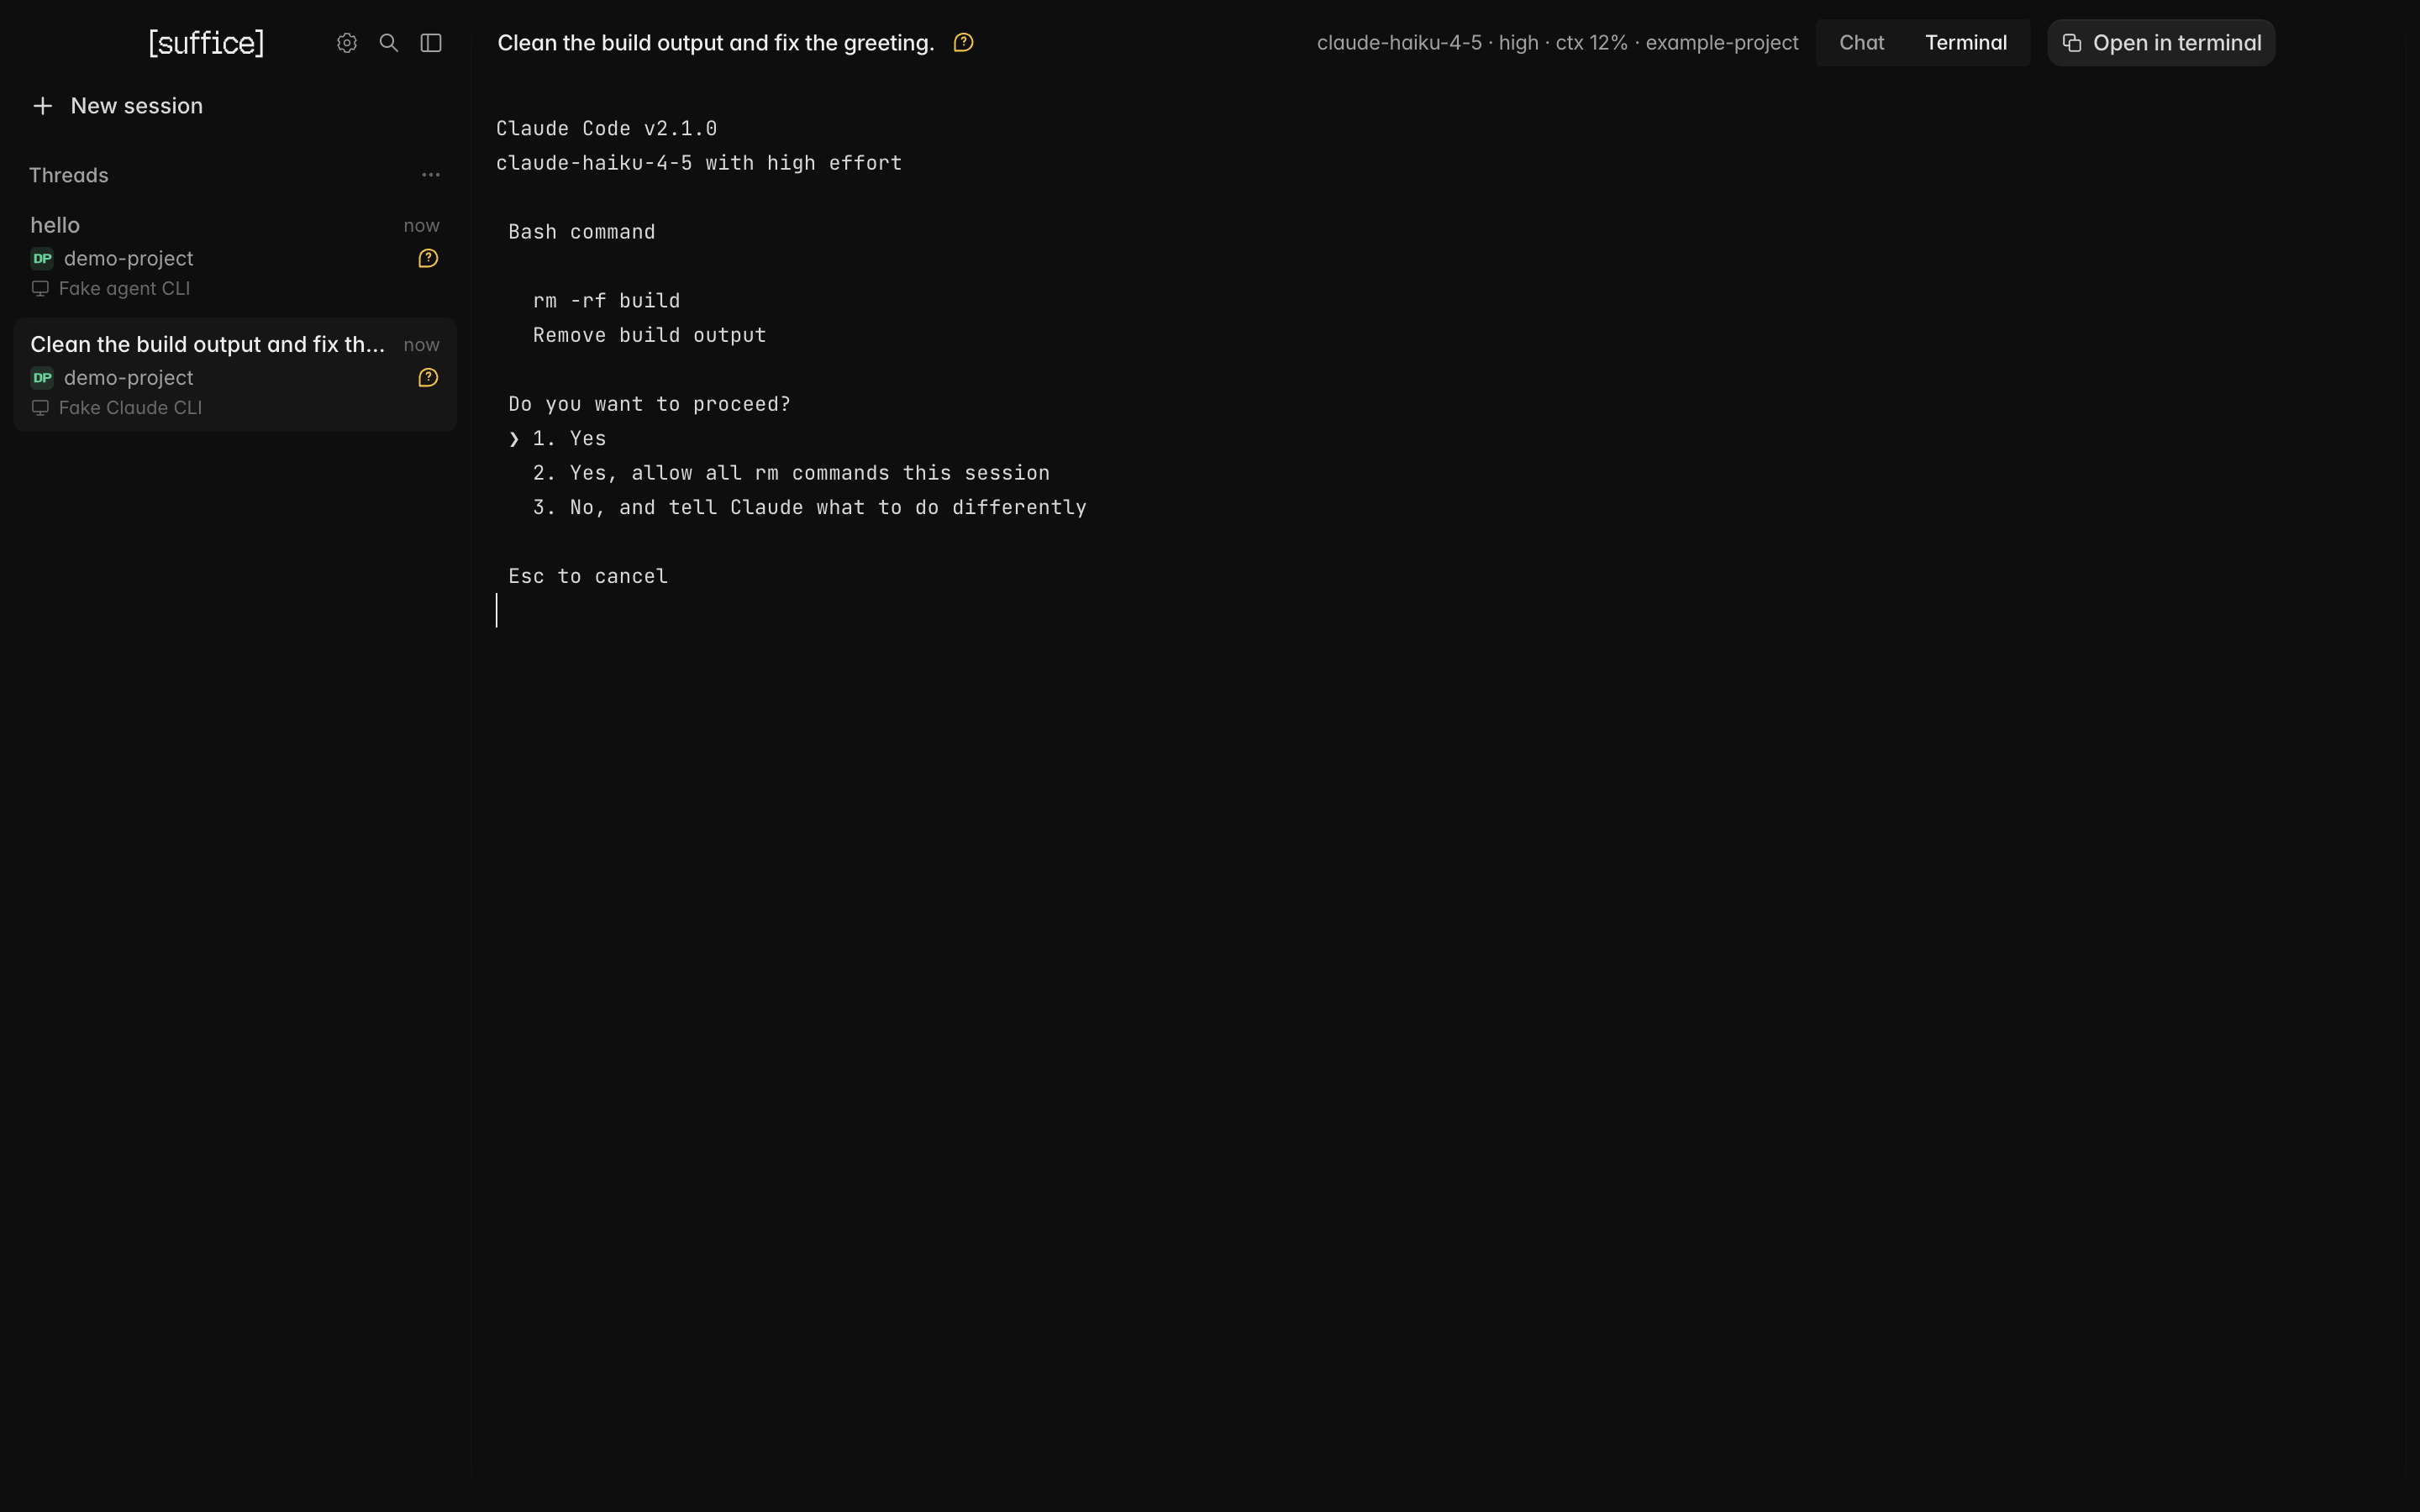 [suffice]
New session
Threads
hello now
DP demo-project
Fake agent CLI
Clean the build output and fix th... now
DP demo-project
Fake Claude CLI
Clean the build output and fix the greeting.
claude-haiku-4-5 · high · ctx 12% · example-project
Chat Terminal
Open in terminal
Claude Code v2.1.0
claude-haiku-4-5 with high effort
Bash command
rm -rf build
Remove build output
Do you want to proceed?
❯ 1. Yes
2. Yes, allow all rm commands this session
3. No, and tell Claude what to do differently
Esc to cancel